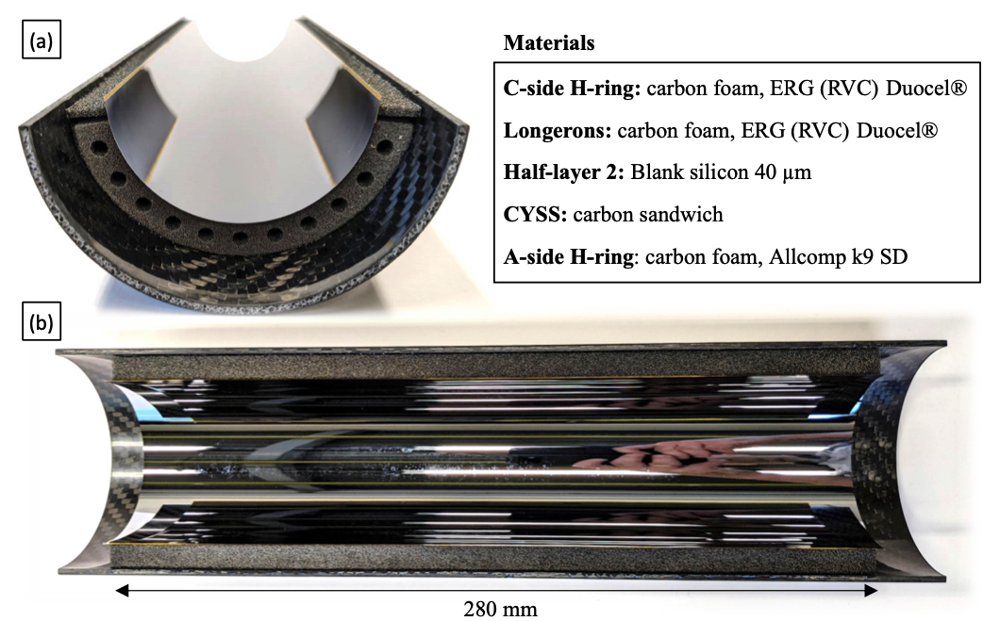 (a)
Materials
C-side H-ring: carbon foam, ERG (RVC) Duocel®
Longerons: carbon foam, ERG (RVC) Duocel®
Half-layer 2: Blank silicon 40 µm
CYSS: carbon sandwich
A-side H-ring: carbon foam, Allcomp k9 SD
(b)
280 mm